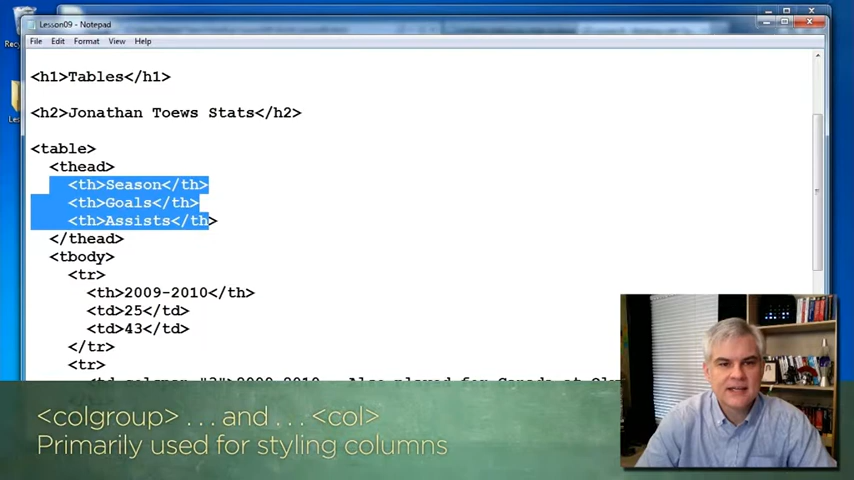 Lesson09 - Notepad
File Edit Format View Help
<h1>Tables</h1>
<h2>Jonathan Toews Stats</h2>
<table>
<thead>
<th>Season</th>
<th>Goals</th>
<th>Assists</th>
</thead>
<tbody>
<tr>
<th>2009-2010</th>
<td>25</td>
<td>43</td>
</tr>
<tr>
<colgroup> . . . and . . . <col>
Primarily used for styling columns